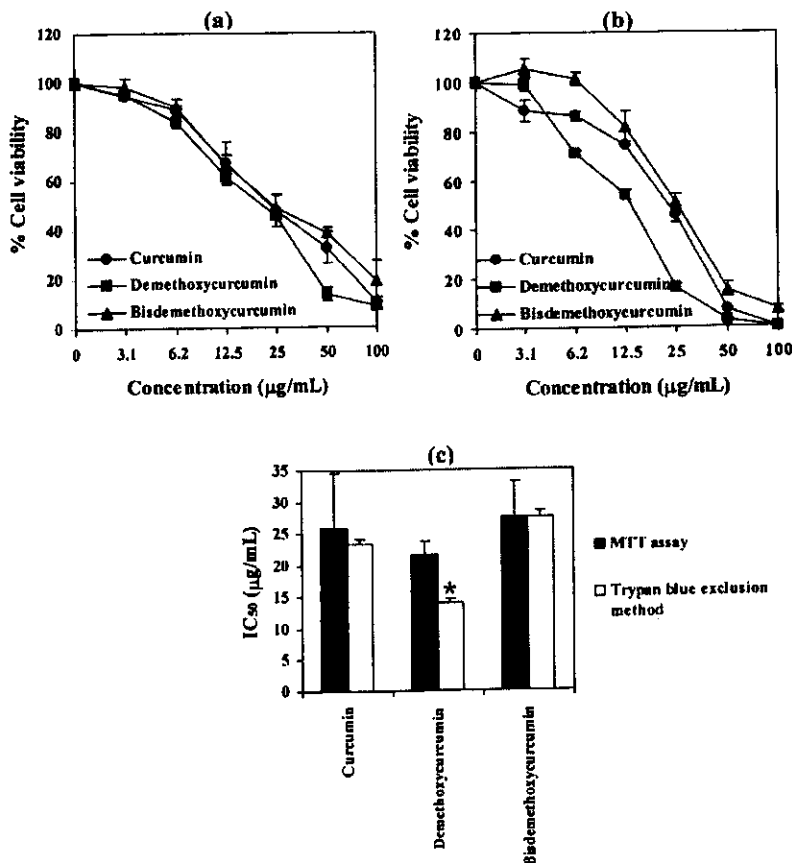 (a)
120
100
80
60
40
20
0
% Cell viability
Curcumin
Demethoxycurcumin
Bisdemethoxycurcumin
0 3.1 6.2 12.5 25 50 100
Concentration (μg/mL)
(b)
120
100
80
60
40
20
0
% Cell viability
Curcumin
Demethoxycurcumin
Bisdemethoxycurcumin
0 3.1 6.2 12.5 25 50 100
Concentration (μg/mL)
(c)
35
30
25
20
15
10
5
0
IC50 (μg/mL)
*
Curcumin
Demethoxycurcumin
Bisdemethoxycurcumin
MTT assay
Trypan blue exclusion
method